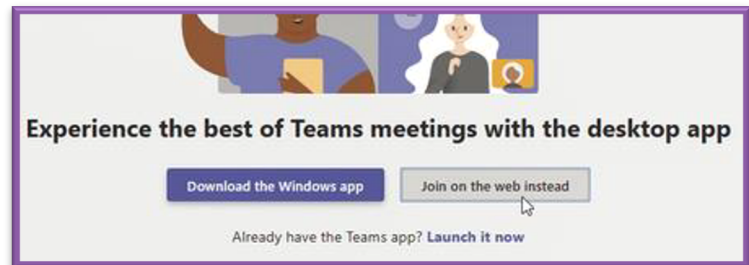 Experience the best of Teams meetings with the desktop app
Download the Windows app
Join on the web instead
Already have the Teams app? Launch it now